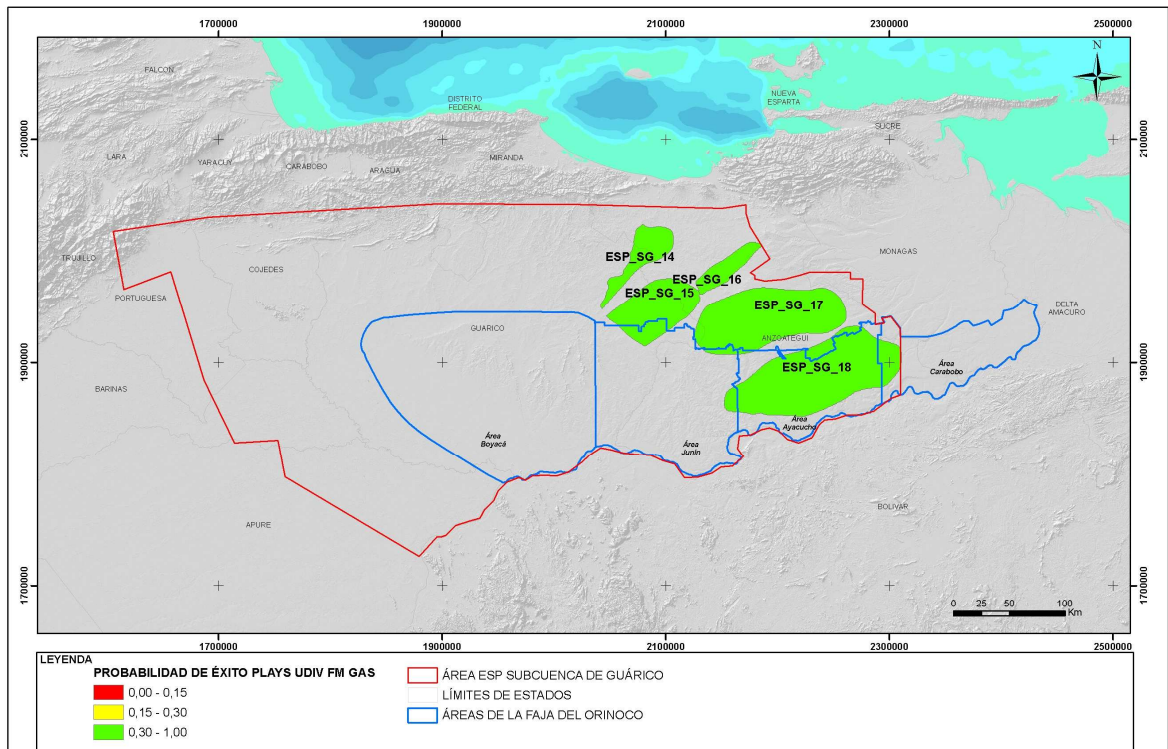 1700000 1900000 2100000 2300000 2500000
N
FALCON
DISTRITO
FEDERAL
NUEVA
ESPARTA
SUCRE
2100000 2100000
LARA
YARACUY
CARABOBO
ARAGUA
MIRANDA
TRUJILLO
COJEDES
PORTUGUESA
MONAGAS
ESP_SG_14
ESP_SG_16
ESP_SG_15
ESP_SG_17
DELTA
AMACURO
GUÁRICO
ANZOATEGUI
1900000 1900000
ESP_SG_18
Área
Carabobo
BARINAS
Área
Boyacá
Área
Junín
Área
Ayacucho
APURE
BOLIVAR
1700000 1700000
0 25 50 100
Km
1700000 1900000 2100000 2300000 2500000
LEYENDA
PROBABILIDAD DE ÉXITO PLAYS UDIV FM GAS
0,00 - 0,15
0,15 - 0,30
0,30 - 1,00
ÁREA ESP SUBCUENCA DE GUÁRICO
LÍMITES DE ESTADOS
ÁREAS DE LA FAJA DEL ORINOCO